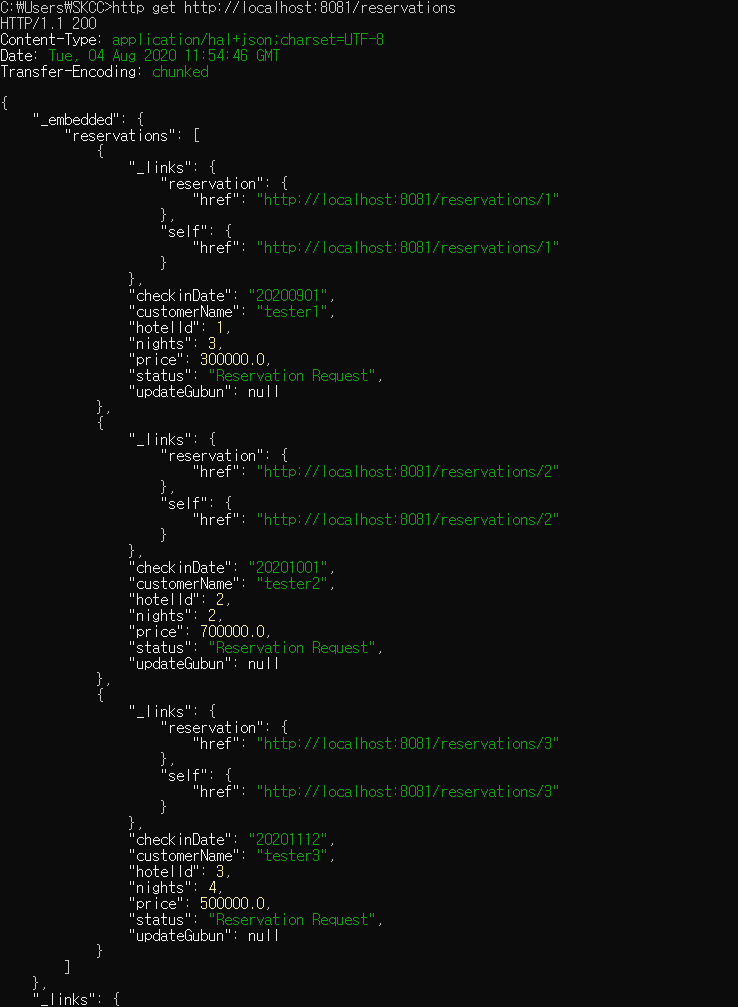 C:₩Users₩SKCC>http get http://localhost:8081/reservations
HTTP/1.1 200
Content-Type: application/hal+json;charset=UTF-8
Date: Tue, 04 Aug 2020 11:54:46 GMT
Transfer-Encoding: chunked

{
    "_embedded": {
        "reservations": [
            {
                "_links": {
                    "reservation": {
                        "href": "http://localhost:8081/reservations/1"
                    },
                    "self": {
                        "href": "http://localhost:8081/reservations/1"
                    }
                },
                "checkinDate": "20200901",
                "customerName": "tester1",
                "hotelId": 1,
                "nights": 3,
                "price": 300000.0,
                "status": "Reservation Request",
                "updateGubun": null
            },
            {
                "_links": {
                    "reservation": {
                        "href": "http://localhost:8081/reservations/2"
                    },
                    "self": {
                        "href": "http://localhost:8081/reservations/2"
                    }
                },
                "checkinDate": "20201001",
                "customerName": "tester2",
                "hotelId": 2,
                "nights": 2,
                "price": 700000.0,
                "status": "Reservation Request",
                "updateGubun": null
            },
            {
                "_links": {
                    "reservation": {
                        "href": "http://localhost:8081/reservations/3"
                    },
                    "self": {
                        "href": "http://localhost:8081/reservations/3"
                    }
                },
                "checkinDate": "20201112",
                "customerName": "tester3",
                "hotelId": 3,
                "nights": 4,
                "price": 500000.0,
                "status": "Reservation Request",
                "updateGubun": null
            }
        ]
    },
    "_links": {